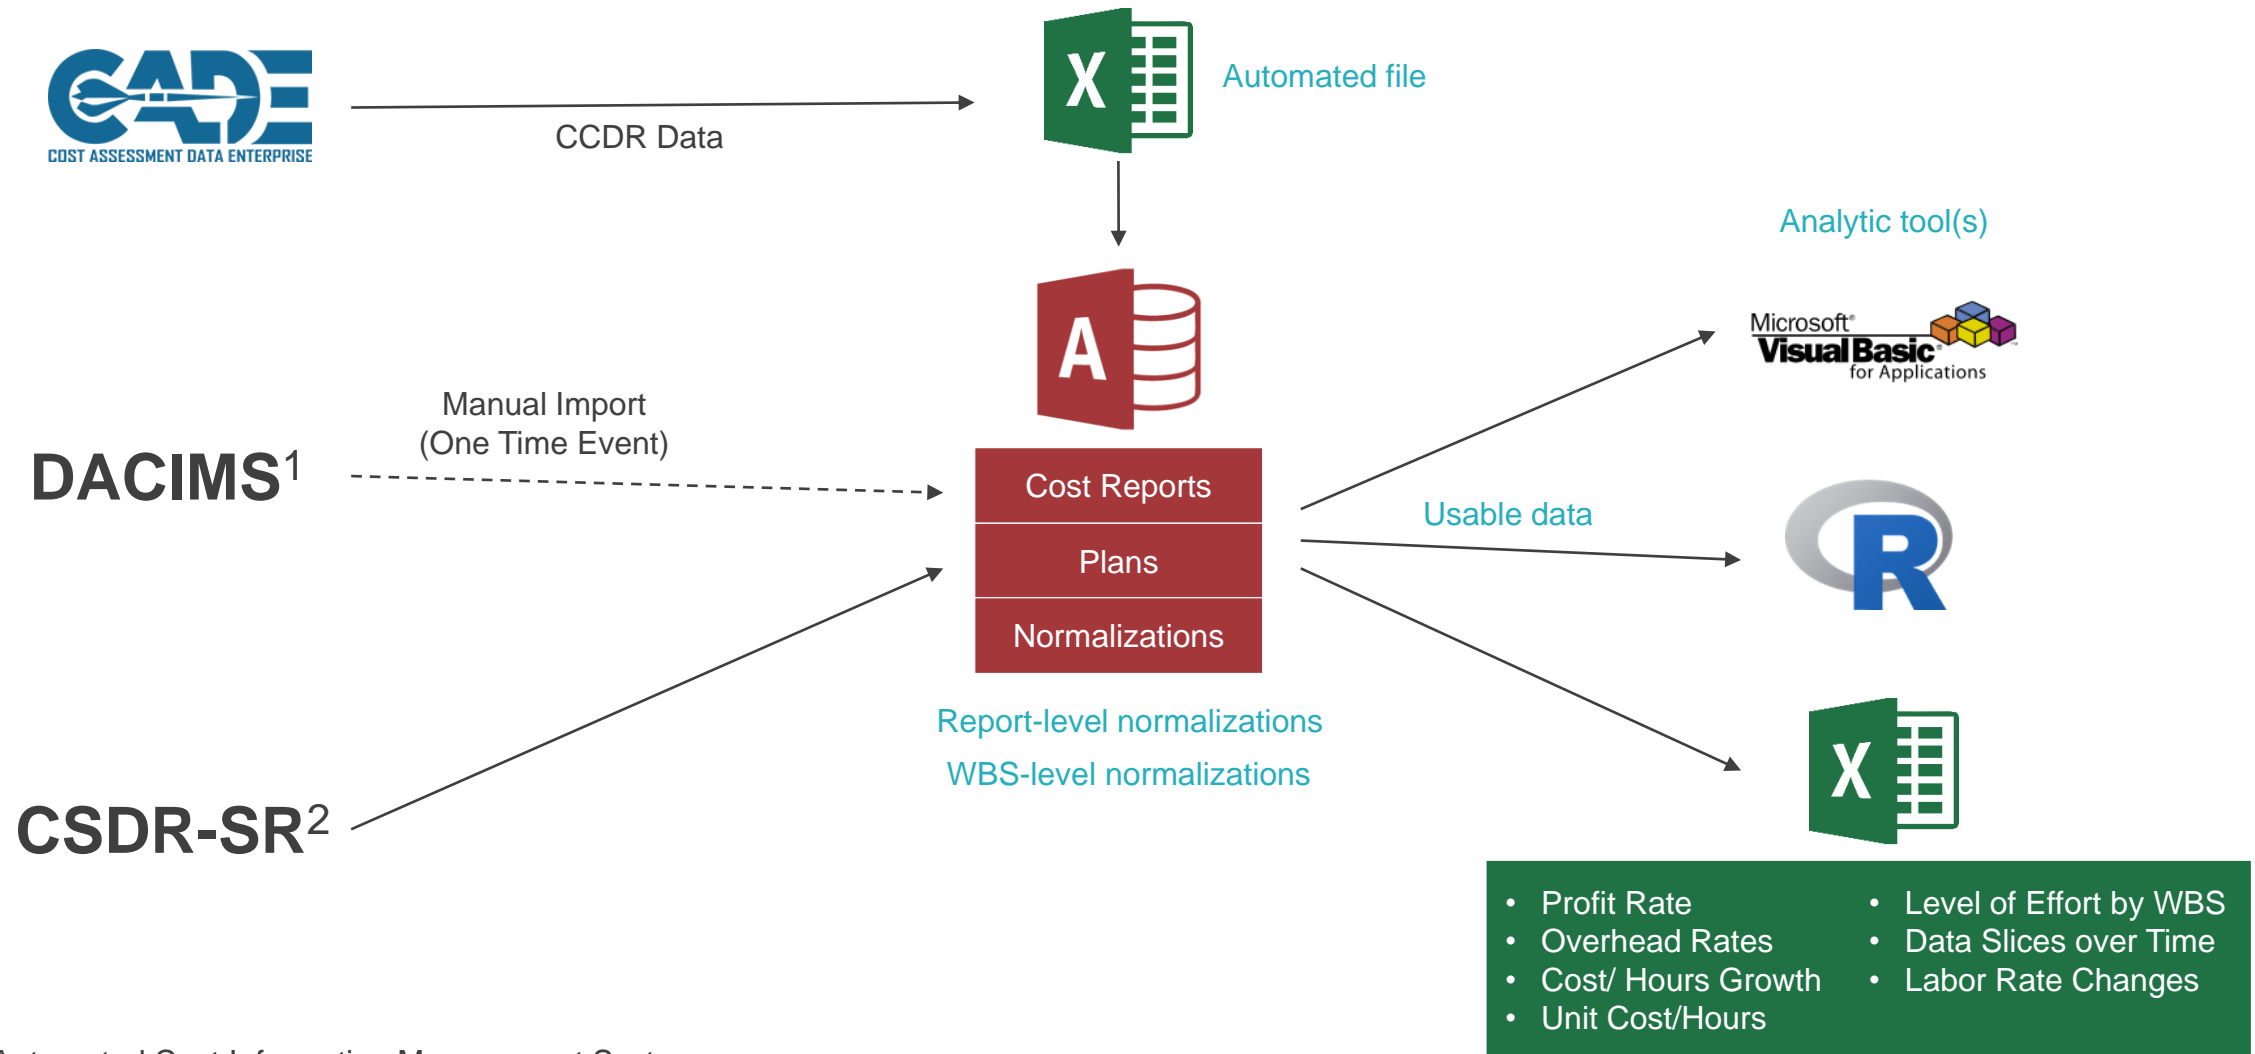 CADE
COST ASSESSMENT DATA ENTERPRISE
CCDR Data
X
Automated file
A
Analytic tool(s)
Microsoft®
Visual Basic®
for Applications
Manual Import
(One Time Event)
DACIMS¹
Cost Reports
Plans
Normalizations
Usable data
R
Report-level normalizations
WBS-level normalizations
CSDR-SR²
X
• Profit Rate
• Overhead Rates
• Cost/ Hours Growth
• Unit Cost/Hours
• Level of Effort by WBS
• Data Slices over Time
• Labor Rate Changes